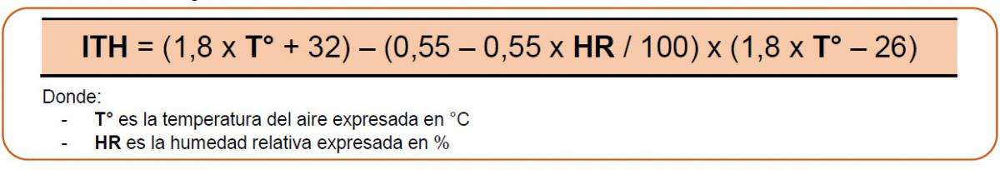 ITH = (1,8 x T° + 32) – (0,55 – 0,55 x HR / 100) x (1,8 x T° – 26)
Donde:
- T° es la temperatura del aire expresada en °C
- HR es la humedad relativa expresada en %